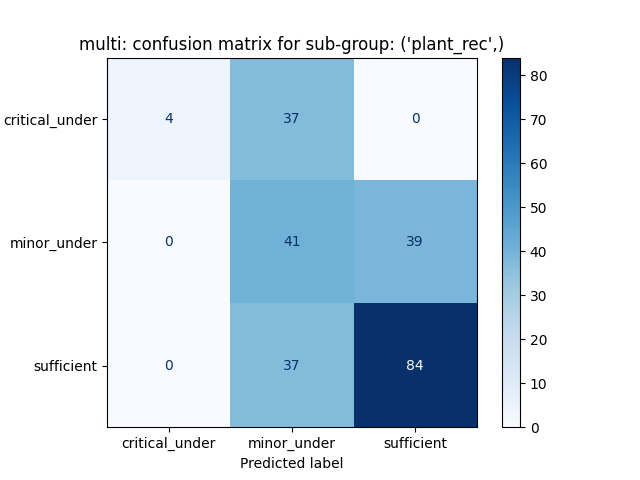 multi: confusion matrix for sub-group: ('plant_rec',)
critical_under 4 37 0
minor_under 0 41 39
sufficient 0 37 84
critical_under minor_under sufficient
Predicted label
80
70
60
50
40
30
20
10
0